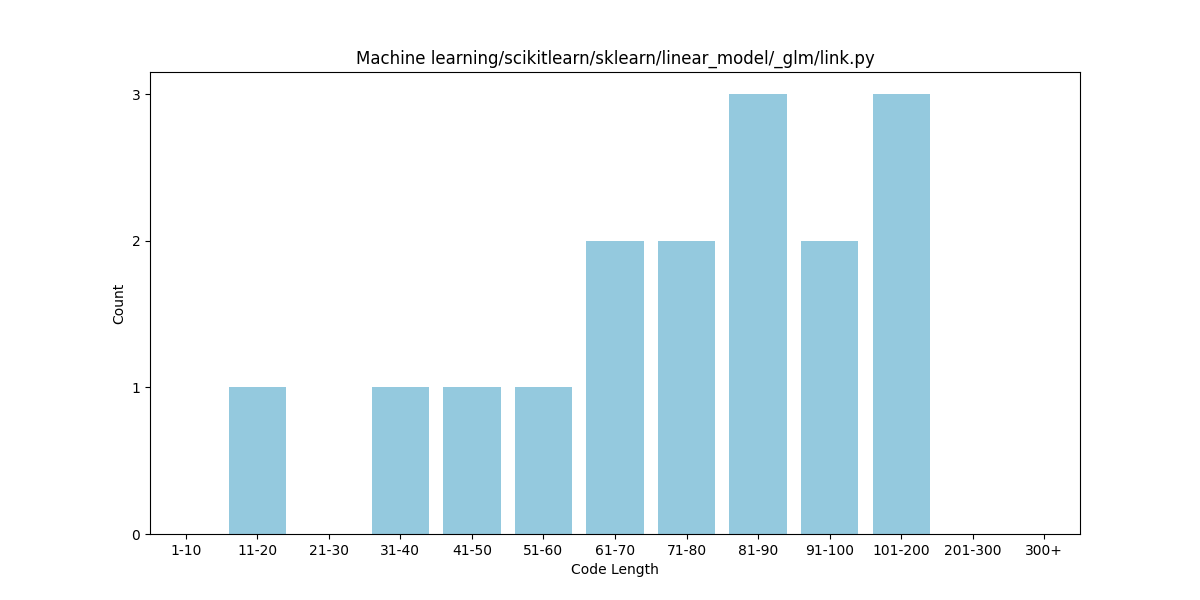 Machine learning/scikitlearn/sklearn/linear_model/_glm/link.py
3
2
1
0
Count
1-10 11-20 21-30 31-40 41-50 51-60 61-70 71-80 81-90 91-100 101-200 201-300 300+
Code Length